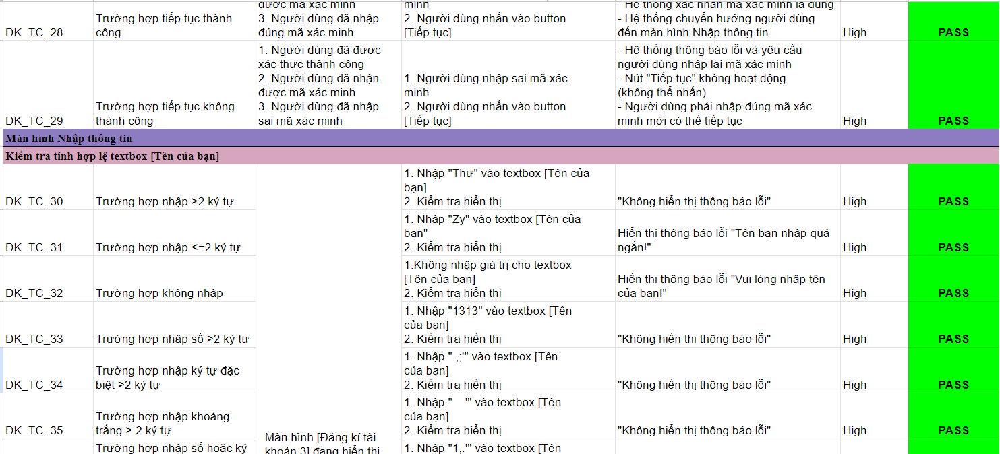 DK_TC_28
Trường hợp tiếp tục thành
công
được mã xác minh
3. Người dùng đã nhập
đúng mã xác minh
minh
2. Người dùng nhấn vào button
[Tiếp tục]
- Hệ thống xác nhận mã xác minh là đúng
- Hệ thống chuyển hướng người dùng
đến màn hình Nhập thông tin
High
PASS
DK_TC_29
Trường hợp tiếp tục không
thành công
1. Người dùng đã được
xác thực thành công
2. Người dùng đã nhận
được mã xác minh
3. Người dùng đã nhập
sai mã xác minh
1. Người dùng nhập sai mã xác
minh
2. Người dùng nhấn vào button
[Tiếp tục]
- Hệ thống thông báo lỗi và yêu cầu
người dùng nhập lại mã xác minh
- Nút "Tiếp tục" không hoạt động
(không thể nhấn)
- Người dùng phải nhập đúng mã xác
minh mới có thể tiếp tục
High
PASS
Màn hình Nhập thông tin
Kiểm tra tính hợp lệ textbox [Tên của bạn]
DK_TC_30
Trường hợp nhập >2 ký tự
1. Nhập "Thư" vào textbox [Tên của
bạn]
2. Kiểm tra hiển thị
"Không hiển thị thông báo lỗi"
High
PASS
DK_TC_31
Trường hợp nhập <=2 ký tự
1. Nhập "Zy" vào textbox [Tên của
bạn"
2. Kiểm tra hiển thị
Hiển thị thông báo lỗi "Tên bạn nhập quá
ngắn!"
High
PASS
DK_TC_32
Trường hợp không nhập
1.Không nhập giá trị cho textbox
[Tên của bạn]
2. Kiểm tra hiển thị
Hiển thị thông báo lỗi "Vui lòng nhập tên
của bạn!"
High
PASS
DK_TC_33
Trường hợp nhập số >2 ký tự
1. Nhập "1313" vào textbox [Tên
của bạn]
2. Kiểm tra hiển thị
"Không hiển thị thông báo lỗi"
High
PASS
DK_TC_34
Trường hợp nhập ký tự đặc
biệt >2 ký tự
1. Nhập ".,;'" vào textbox [Tên
của bạn]
2. Kiểm tra hiển thị
"Không hiển thị thông báo lỗi"
High
PASS
DK_TC_35
Trường hợp nhập khoảng
trắng > 2 ký tự
1. Nhập "    '" vào textbox [Tên
của bạn]
2. Kiểm tra hiển thị
"Không hiển thị thông báo lỗi"
High
PASS
Màn hình [Đăng kí tài
khoản 3] đang hiển thị
Trường hợp nhập số hoặc ký
1. Nhập "1,.'" vào textbox [Tên